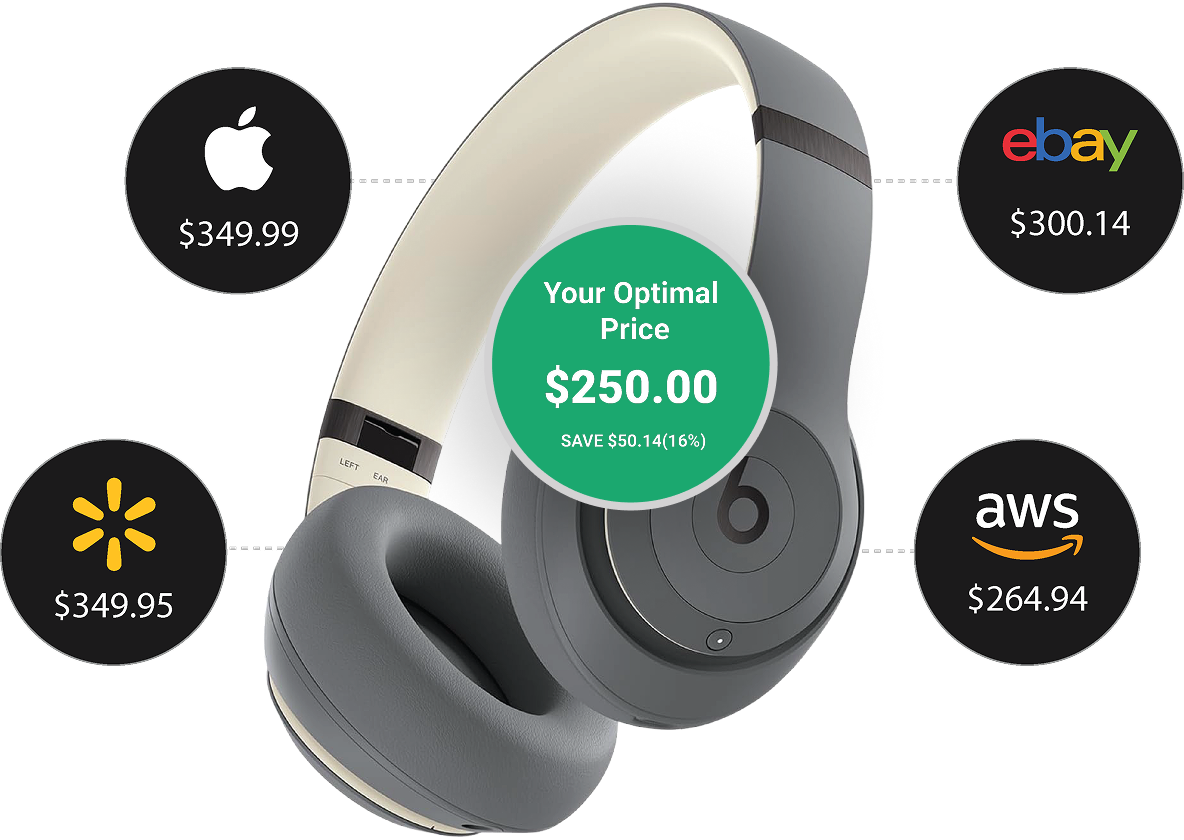 $349.99
ebay
$300.14
Your Optimal
Price
$250.00
SAVE $50.14(16%)
LEFT EAR
$349.95
aws
$264.94